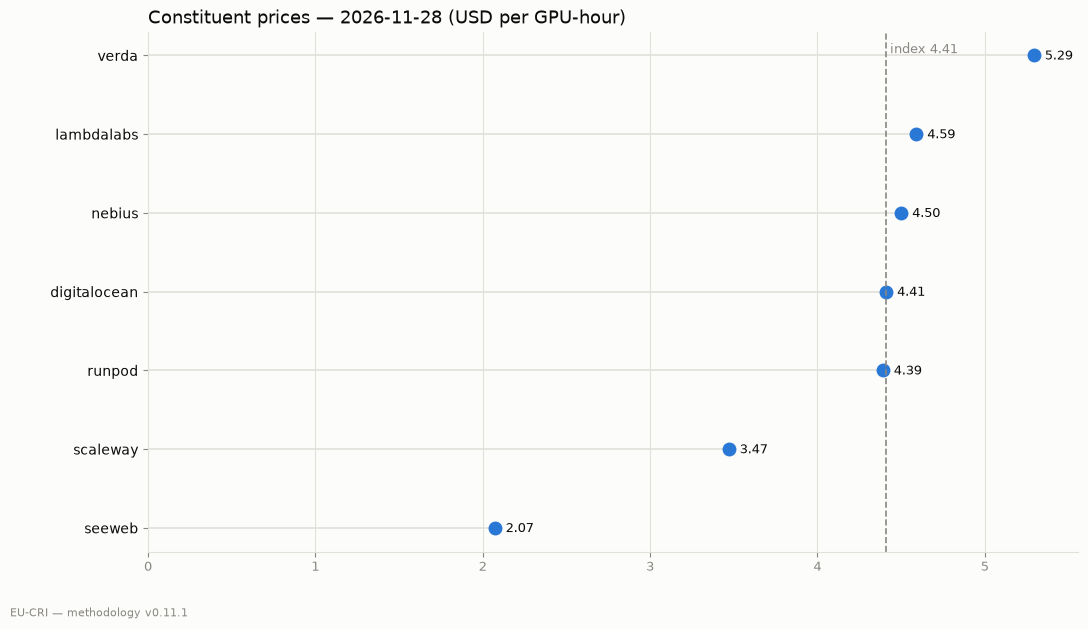 Constituent prices — 2026-11-28 (USD per GPU-hour)
index 4.41
verda 5.29
lambdalabs 4.59
nebius 4.50
digitalocean 4.41
runpod 4.39
scaleway 3.47
seeweb 2.07
0 1 2 3 4 5
EU-CRI — methodology v0.11.1